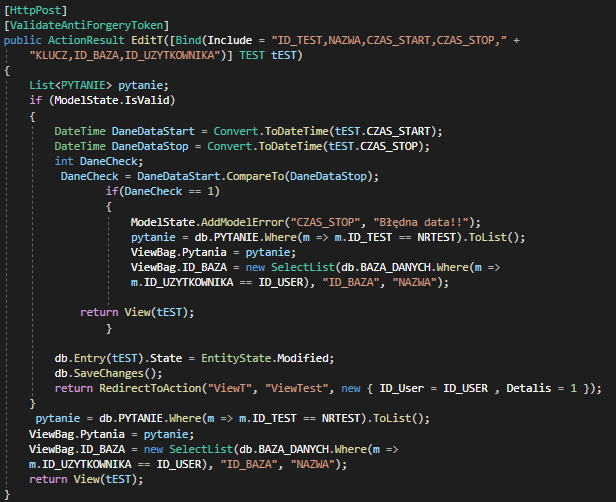 [HttpPost]
[ValidateAntiForgeryToken]
public ActionResult EditT([Bind(Include = "ID_TEST,NAZWA,CZAS_START,CZAS_STOP," +
"KLUCZ,ID_BAZA,ID_UZYTKOWNIKA")] TEST tEST)
{
List<PYTANIE> pytanie;
if (ModelState.IsValid)
{
DateTime DaneDataStart = Convert.ToDateTime(tEST.CZAS_START);
DateTime DaneDataStop = Convert.ToDateTime(tEST.CZAS_STOP);
int DaneCheck;
DaneCheck = DaneDataStart.CompareTo(DaneDataStop);
if(DaneCheck == 1)
{
ModelState.AddModelError("CZAS_STOP", "Błędna data!!");
pytanie = db.PYTANIE.Where(m => m.ID_TEST == NRTEST).ToList();
ViewBag.Pytania = pytanie;
ViewBag.ID_BAZA = new SelectList(db.BAZA_DANYCH.Where(m =>
m.ID_UZYTKOWNIKA == ID_USER), "ID_BAZA", "NAZWA");
return View(tEST);
}
db.Entry(tEST).State = EntityState.Modified;
db.SaveChanges();
return RedirectToAction("ViewT", "ViewTest", new { ID_User = ID_USER , Detalis = 1 });
}
pytanie = db.PYTANIE.Where(m => m.ID_TEST == NRTEST).ToList();
ViewBag.Pytania = pytanie;
ViewBag.ID_BAZA = new SelectList(db.BAZA_DANYCH.Where(m =>
m.ID_UZYTKOWNIKA == ID_USER), "ID_BAZA", "NAZWA");
return View(tEST);
}